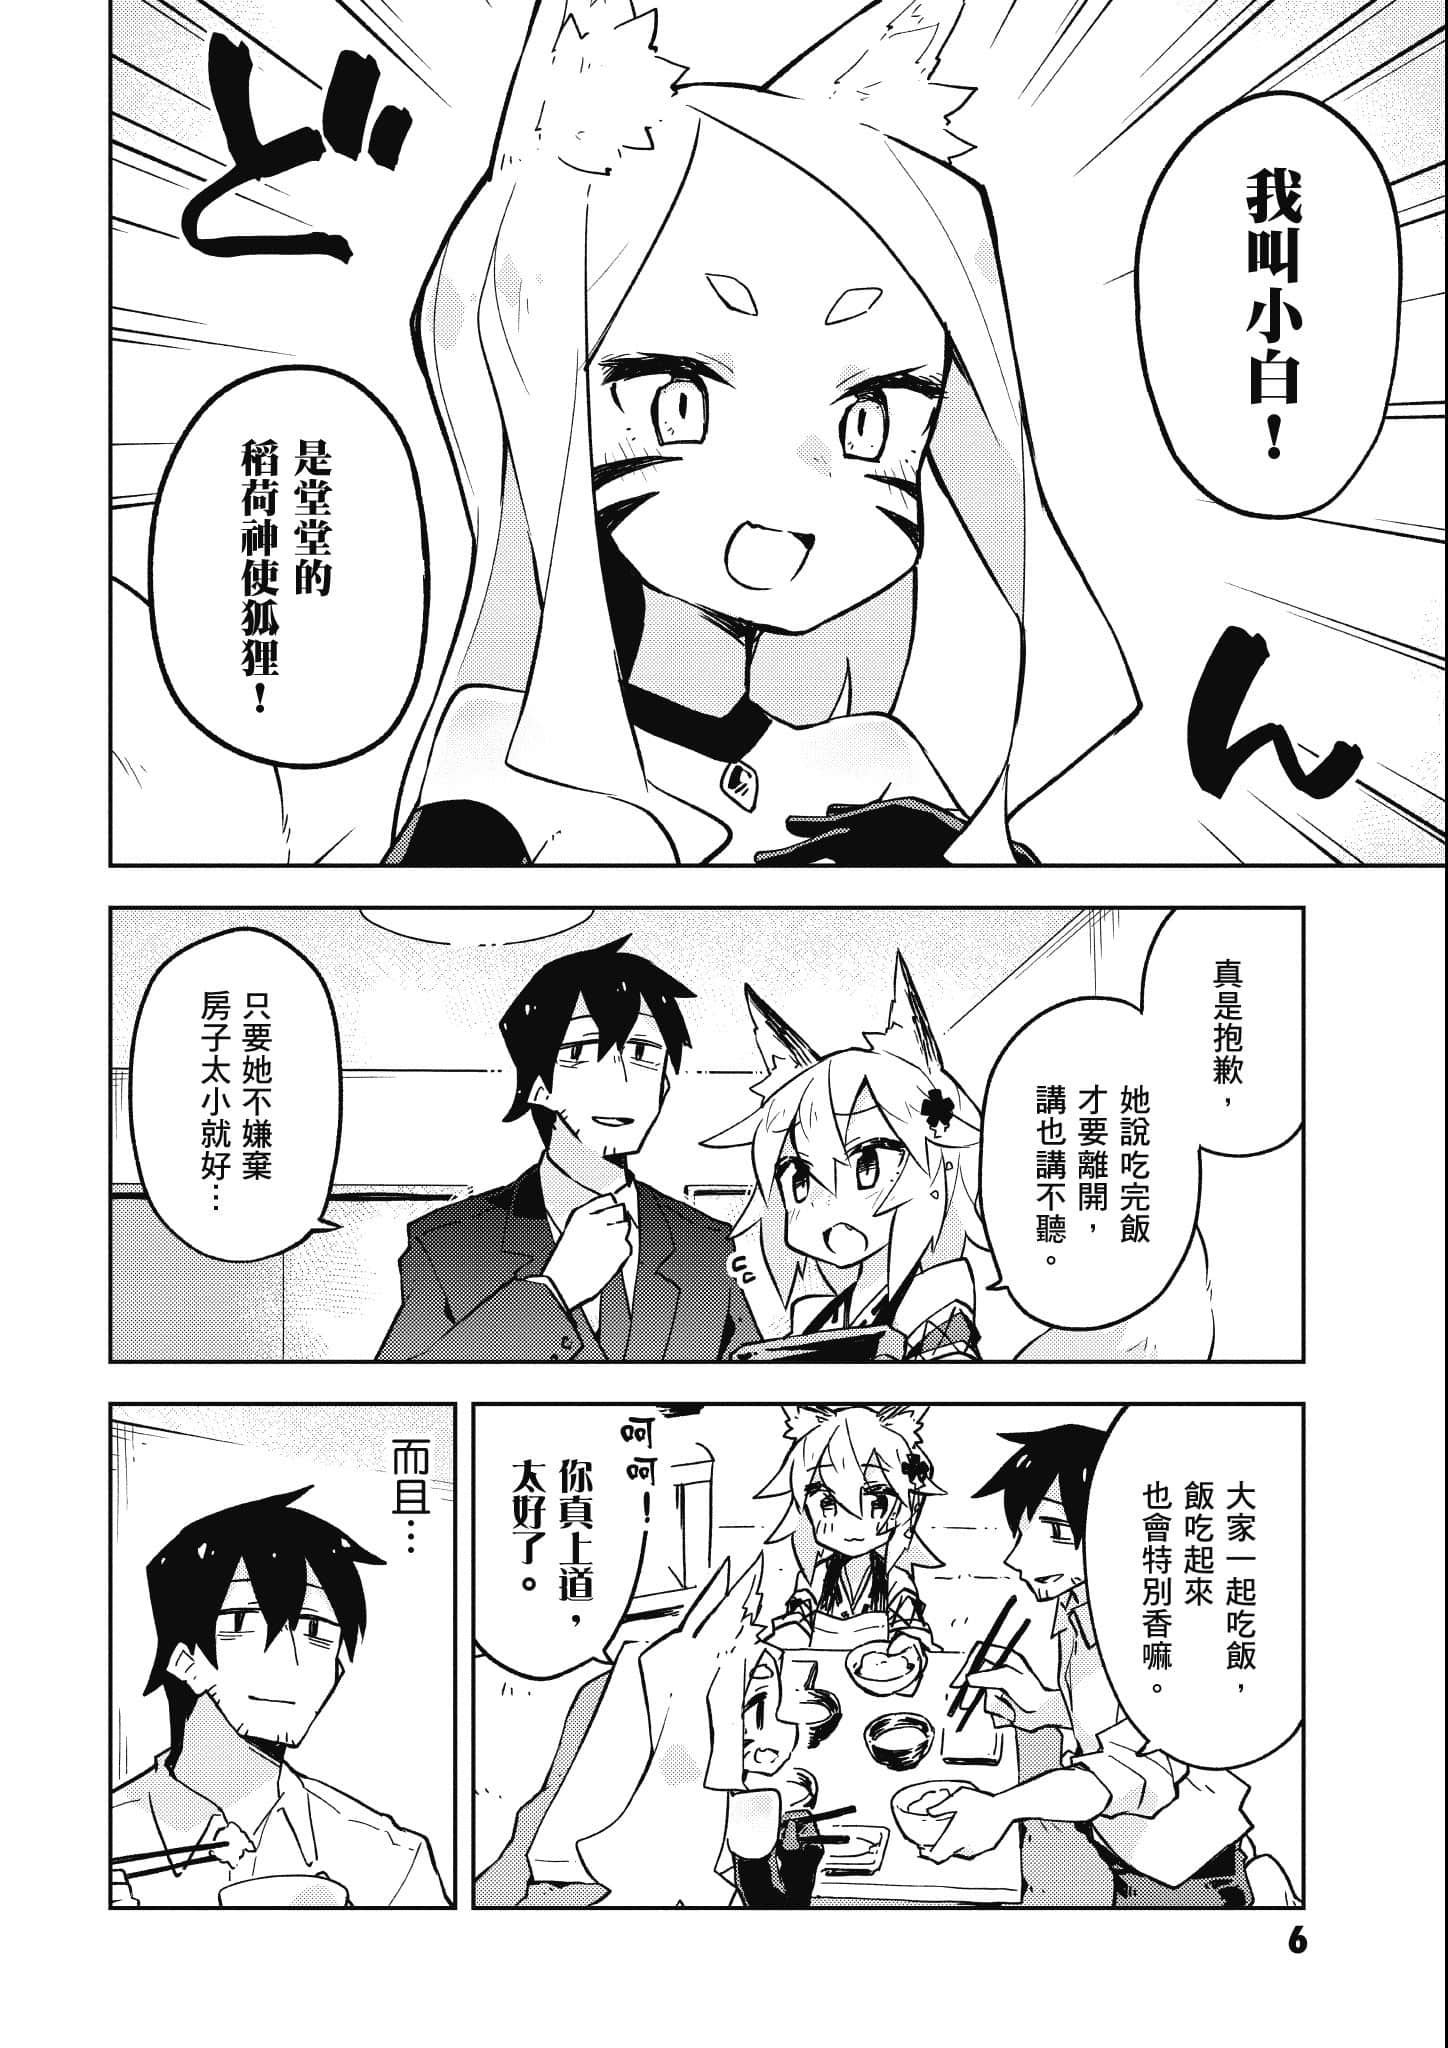 我叫小白！
是堂堂的
稻荷神使狐狸！
どん
真是抱歉，
她說吃完飯
才要離開，
講也講不聽。
只要她不嫌棄
房子太小就好…
大家一起吃飯，
飯吃起來
也會特別香嘛。
呵呵！
你真上道，
太好了。
而且…
6